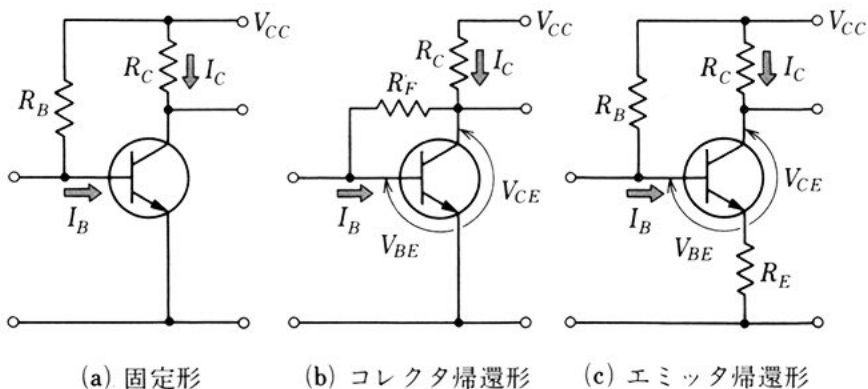 V_CC V_CC V_CC
R_C I_C R_C I_C R_C I_C
R_B R_F R_B
V_CE V_CE
I_B I_B I_B
V_BE V_BE
R_E
(a) 固定形 (b) コレクタ帰還形 (c) エミッタ帰還形